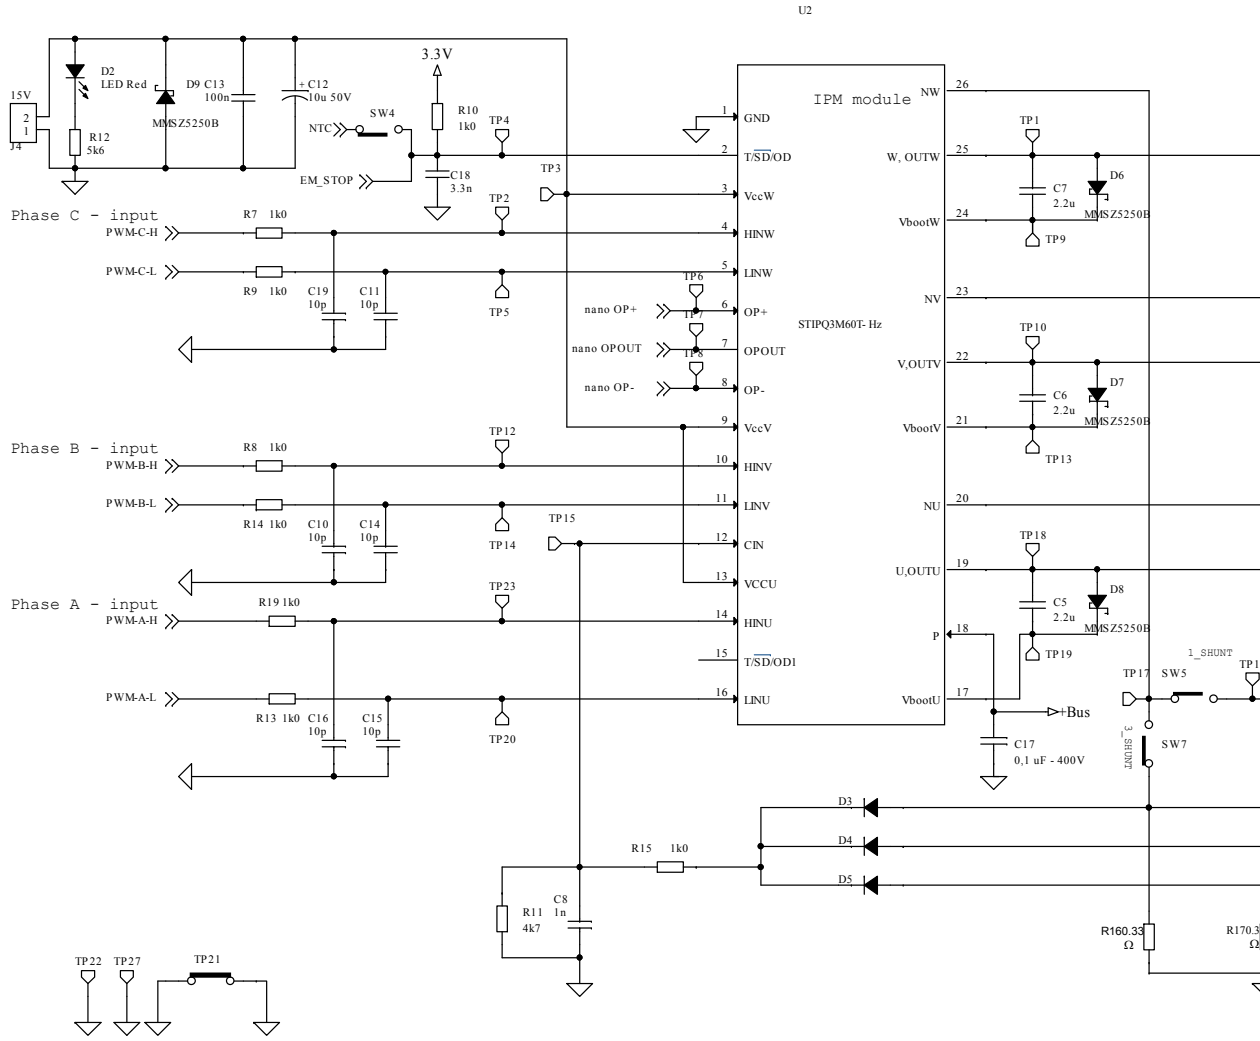 U2
3.3V
IPM module
NW 26
15V
2
1
J4
D2
LED Red
R12
5k6
D9
MMSZ5250B
C13
100n
+ C12
10u 50V
NTC
SW4
R10
1k0
TP4
EM_STOP
C18
3.3n
TP3
TP2
1 GND
2 T/SD/OD
3 VccW
4 HINW
5 LINW
6 OP+
7 OPOUT
8 OP-
9 VccV
10 HINV
11 LINV
12 CIN
13 VCCU
14 HINU
15 T/SD/OD1
16 LINU
STIPQ3M60T-Hz
W, OUTW 25
VbootW 24
NV 23
V,OUTV 22
VbootV 21
NU 20
U,OUTU 19
P 18
VbootU 17
TP1
C7
2.2u
D6
MMSZ5250B
TP9
TP10
C6
2.2u
D7
MMSZ5250B
TP13
TP18
C5
2.2u
D8
MMSZ5250B
TP19
Phase C - input
PWM-C-H
R7 1k0
PWM-C-L
R9 1k0
C19
10p
C11
10p
TP5
TP6
nano OP+
TP7
nano OPOUT
TP8
nano OP-
Phase B - input
PWM-B-H
R8 1k0
TP12
PWM-B-L
R14 1k0
C10
10p
C14
10p
TP14
TP15
Phase A - input
PWM-A-H
R19 1k0
TP23
PWM-A-L
R13 1k0
C16
10p
C15
10p
TP20
+Bus
C17
0,1 uF - 400V
1_SHUNT
TP17
SW5
TP1
3_SHUNT
SW7
D3
D4
D5
R15 1k0
R11
4k7
C8
1n
R160.33
Ω
R170.3
Ω
TP22
TP27
TP21